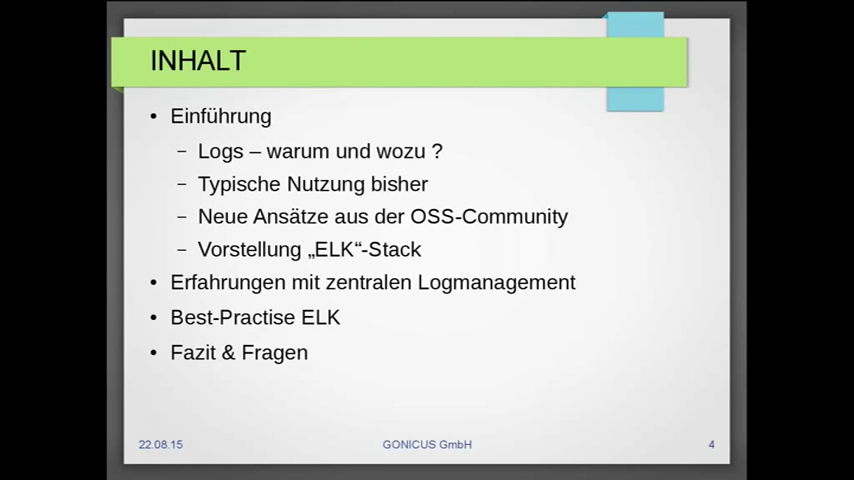 INHALT
• Einführung
– Logs – warum und wozu ?
– Typische Nutzung bisher
– Neue Ansätze aus der OSS-Community
– Vorstellung „ELK“-Stack
• Erfahrungen mit zentralen Logmanagement
• Best-Practise ELK
• Fazit & Fragen
22.08.15 GONICUS GmbH 4